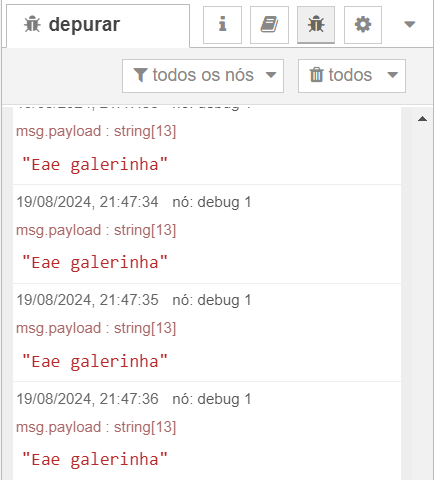 depurar
todos os nós
todos
nó: debug 1
msg.payload : string[13]
"Eae galerinha"
19/08/2024, 21:47:34 nó: debug 1
msg.payload : string[13]
"Eae galerinha"
19/08/2024, 21:47:35 nó: debug 1
msg.payload : string[13]
"Eae galerinha"
19/08/2024, 21:47:36 nó: debug 1
msg.payload : string[13]
"Eae galerinha"